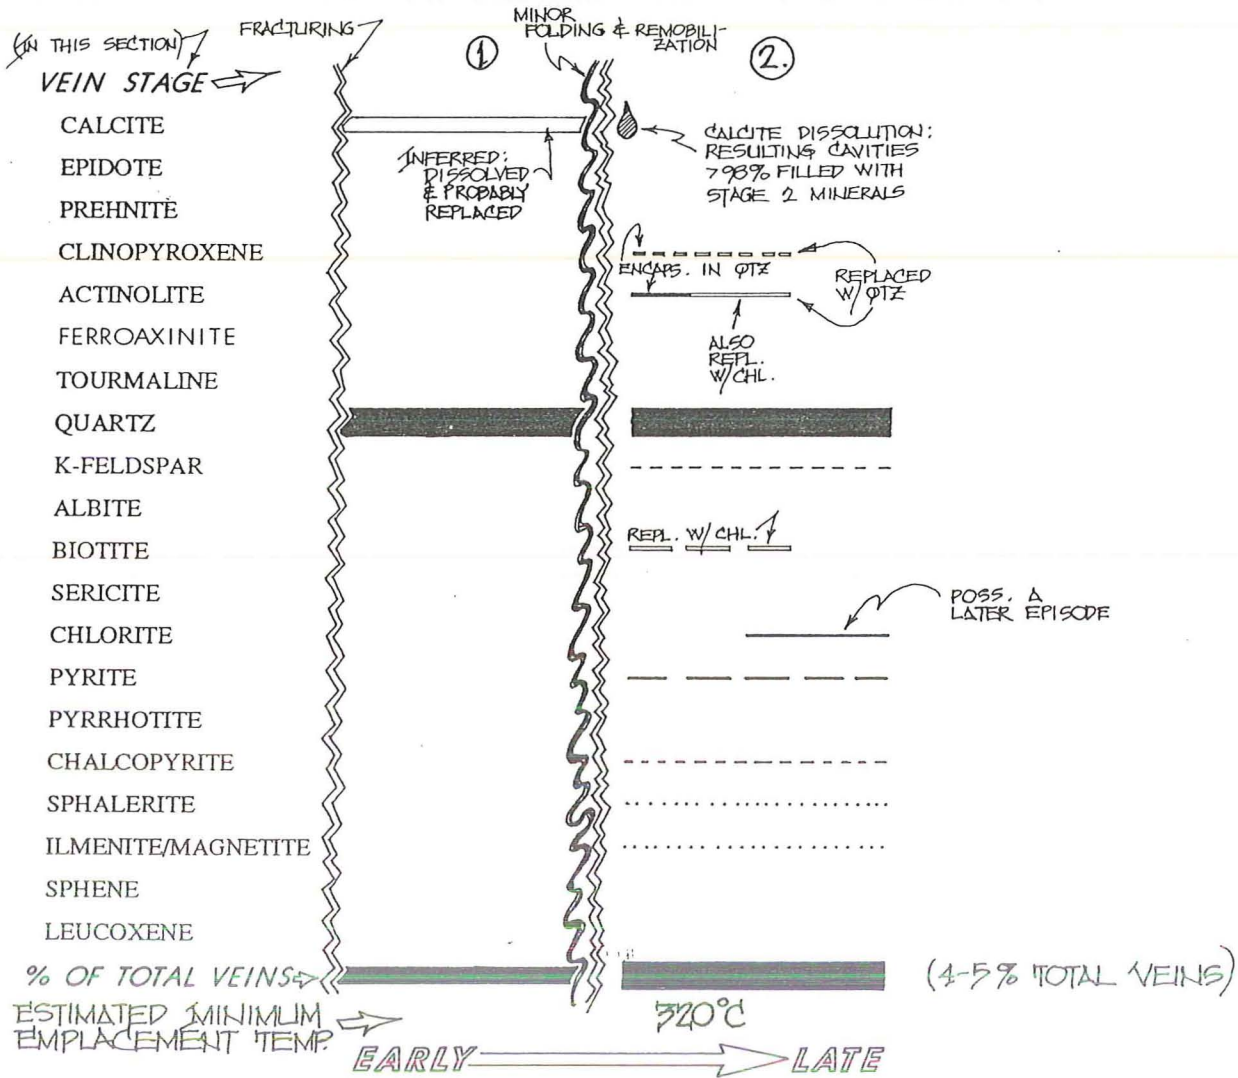 (IN THIS SECTION)
FRACTURING
1
MINOR
FOLDING & REMOBILI-
ZATION
2.
VEIN STAGE
CALCITE
INFERRED:
DISSOLVED
& PROBABLY
REPLACED
CALCITE DISSOLUTION:
RESULTING CAVITIES
>98% FILLED WITH
STAGE 2 MINERALS
EPIDOTE
PREHNITE
CLINOPYROXENE
ENCAPS. IN QTZ
REPLACED
W/ QTZ
ACTINOLITE
ALSO
REPL.
W/CHL.
FERROAXINITE
TOURMALINE
QUARTZ
K-FELDSPAR
ALBITE
REPL. W/ CHL.
BIOTITE
SERICITE
POSS. A
LATER EPISODE
CHLORITE
PYRITE
PYRRHOTITE
CHALCOPYRITE
SPHALERITE
ILMENITE/MAGNETITE
SPHENE
LEUCOXENE
% OF TOTAL VEINS
(4-5% TOTAL VEINS)
ESTIMATED MINIMUM
EMPLACEMENT TEMP.
320°C
EARLY LATE